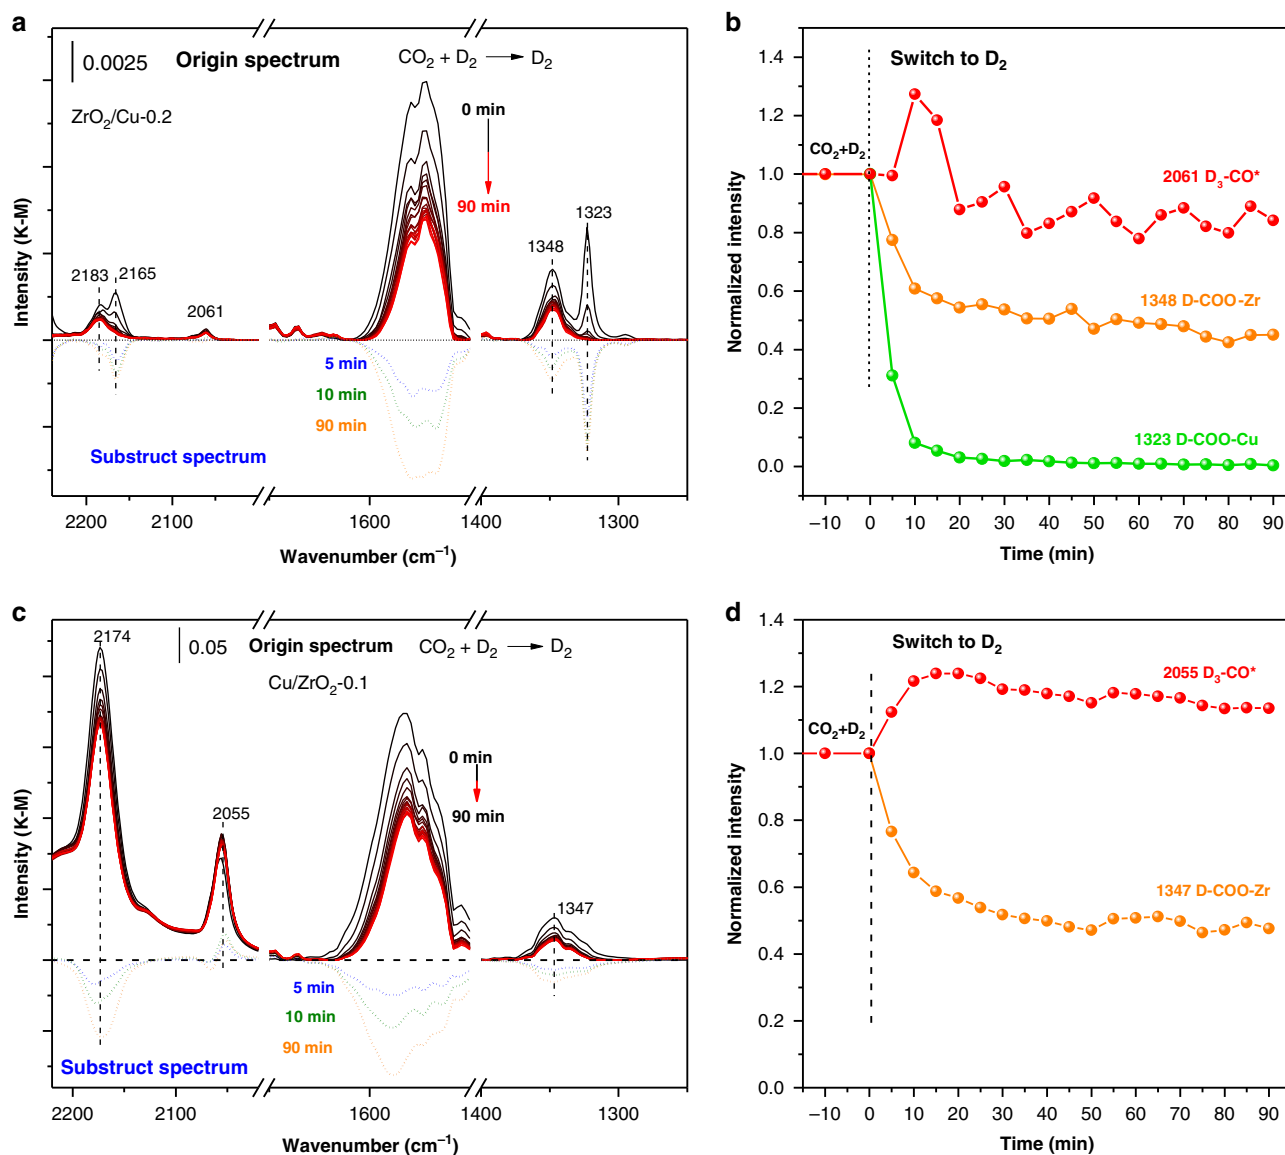 a
0.0025 Origin spectrum CO₂ + D₂ → D₂
ZrO₂/Cu-0.2
0 min
90 min
2183 2165
2061
1348
1323
5 min
10 min
90 min
Substruct spectrum
Intensity (K-M)
2200 2100 1600 1400 1300
Wavenumber (cm⁻¹)
b
Switch to D₂
CO₂+D₂
2061 D₃-CO*
1348 D-COO-Zr
1323 D-COO-Cu
Normalized intensity
1.4
1.2
1.0
0.8
0.6
0.4
0.2
0.0
−10 0 10 20 30 40 50 60 70 80 90
Time (min)
c
2174
0.05 Origin spectrum CO₂ + D₂ → D₂
Cu/ZrO₂-0.1
0 min
90 min
2055
1347
5 min
10 min
90 min
Substruct spectrum
Intensity (K-M)
2200 2100 1600 1400 1300
Wavenumber (cm⁻¹)
d
Switch to D₂
CO₂+D₂
2055 D₃-CO*
1347 D-COO-Zr
Normalized intensity
1.4
1.2
1.0
0.8
0.6
0.4
0.2
0.0
−10 0 10 20 30 40 50 60 70 80 90
Time (min)